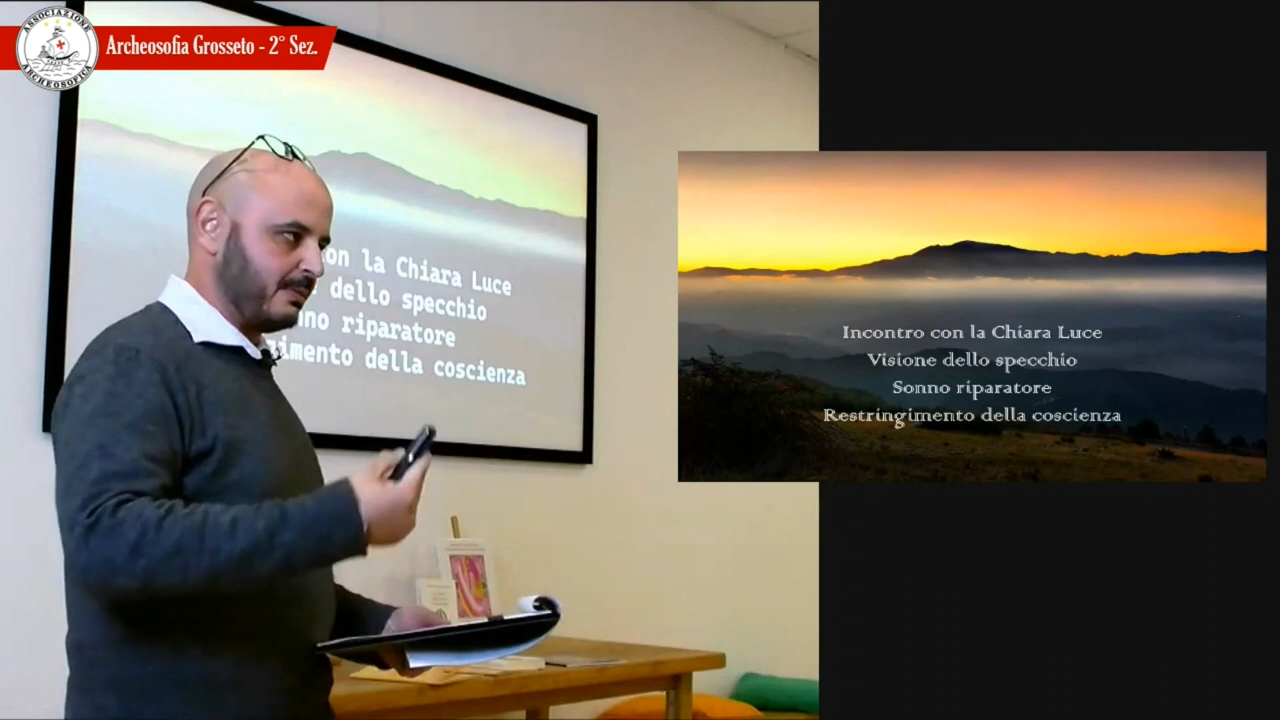 ASSOCIAZIONE
ARCHEOSOFICA
Archeosofia Grosseto - 2° Sez.
on la Chiara Luce
dello specchio
nno riparatore
gimento della coscienza
Incontro con la Chiara Luce
Visione dello specchio
Sonno riparatore
Restringimento della coscienza